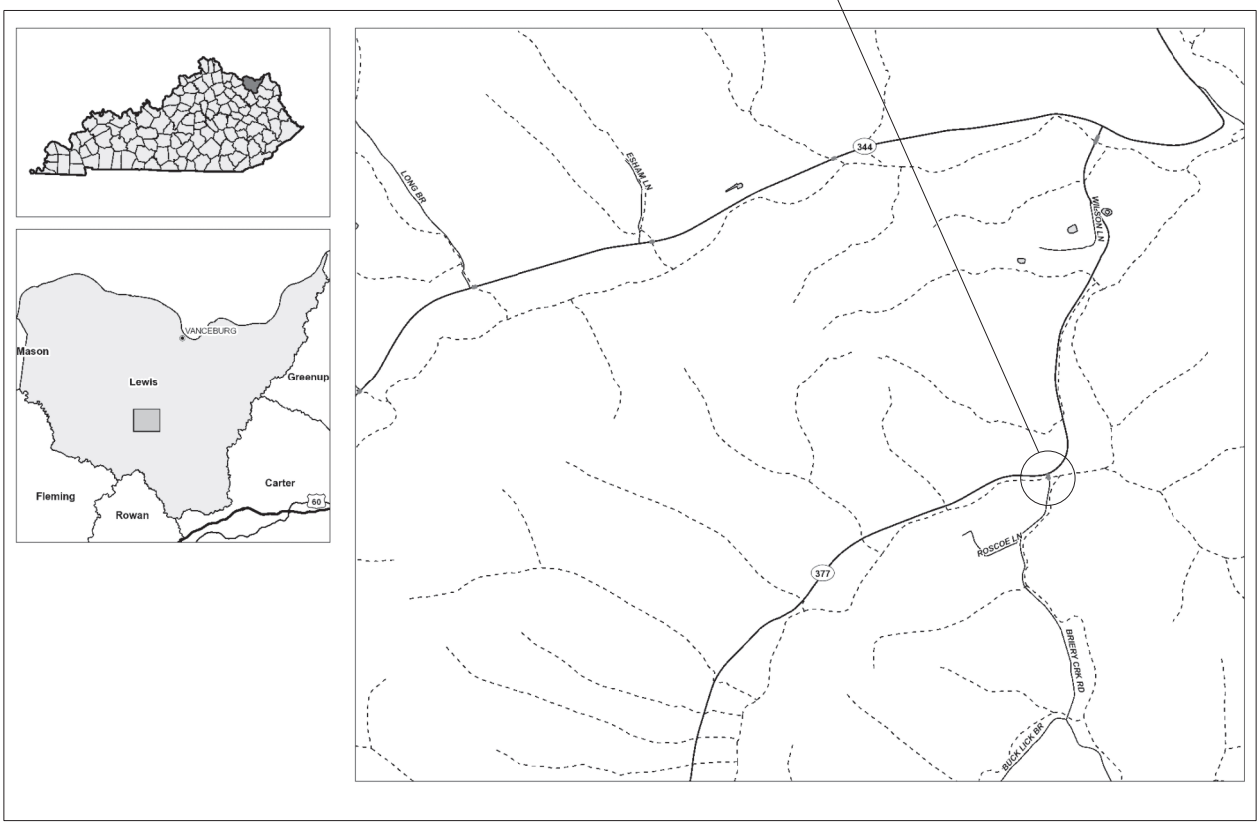 VANCEBURG
Mason
Lewis
Greenup
Carter
60
Fleming
Rowan
344
ESHAM LN
LONG BR
WILSON LN
ROSCOE LN
377
BRIERY CRK RD
BUCK LICK BR